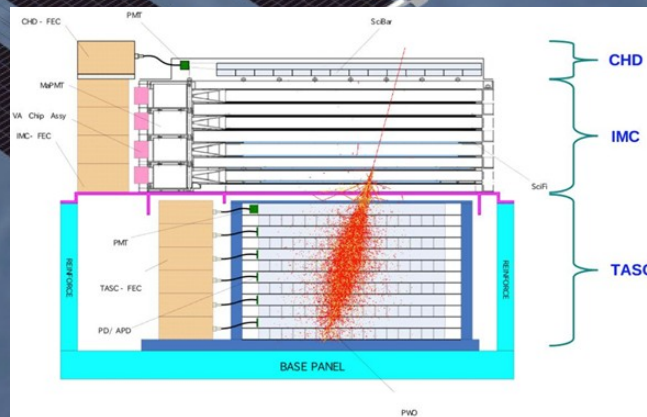 CHD - FEC
PMT
SciBar
CHD
MaPMT
VA Chip Assy
IMC- FEC
IMC
SciFi
PMT
TASC - FEC
PD/ APD
REINFORCE
REINFORCE
TASC
BASE PANEL
PWO